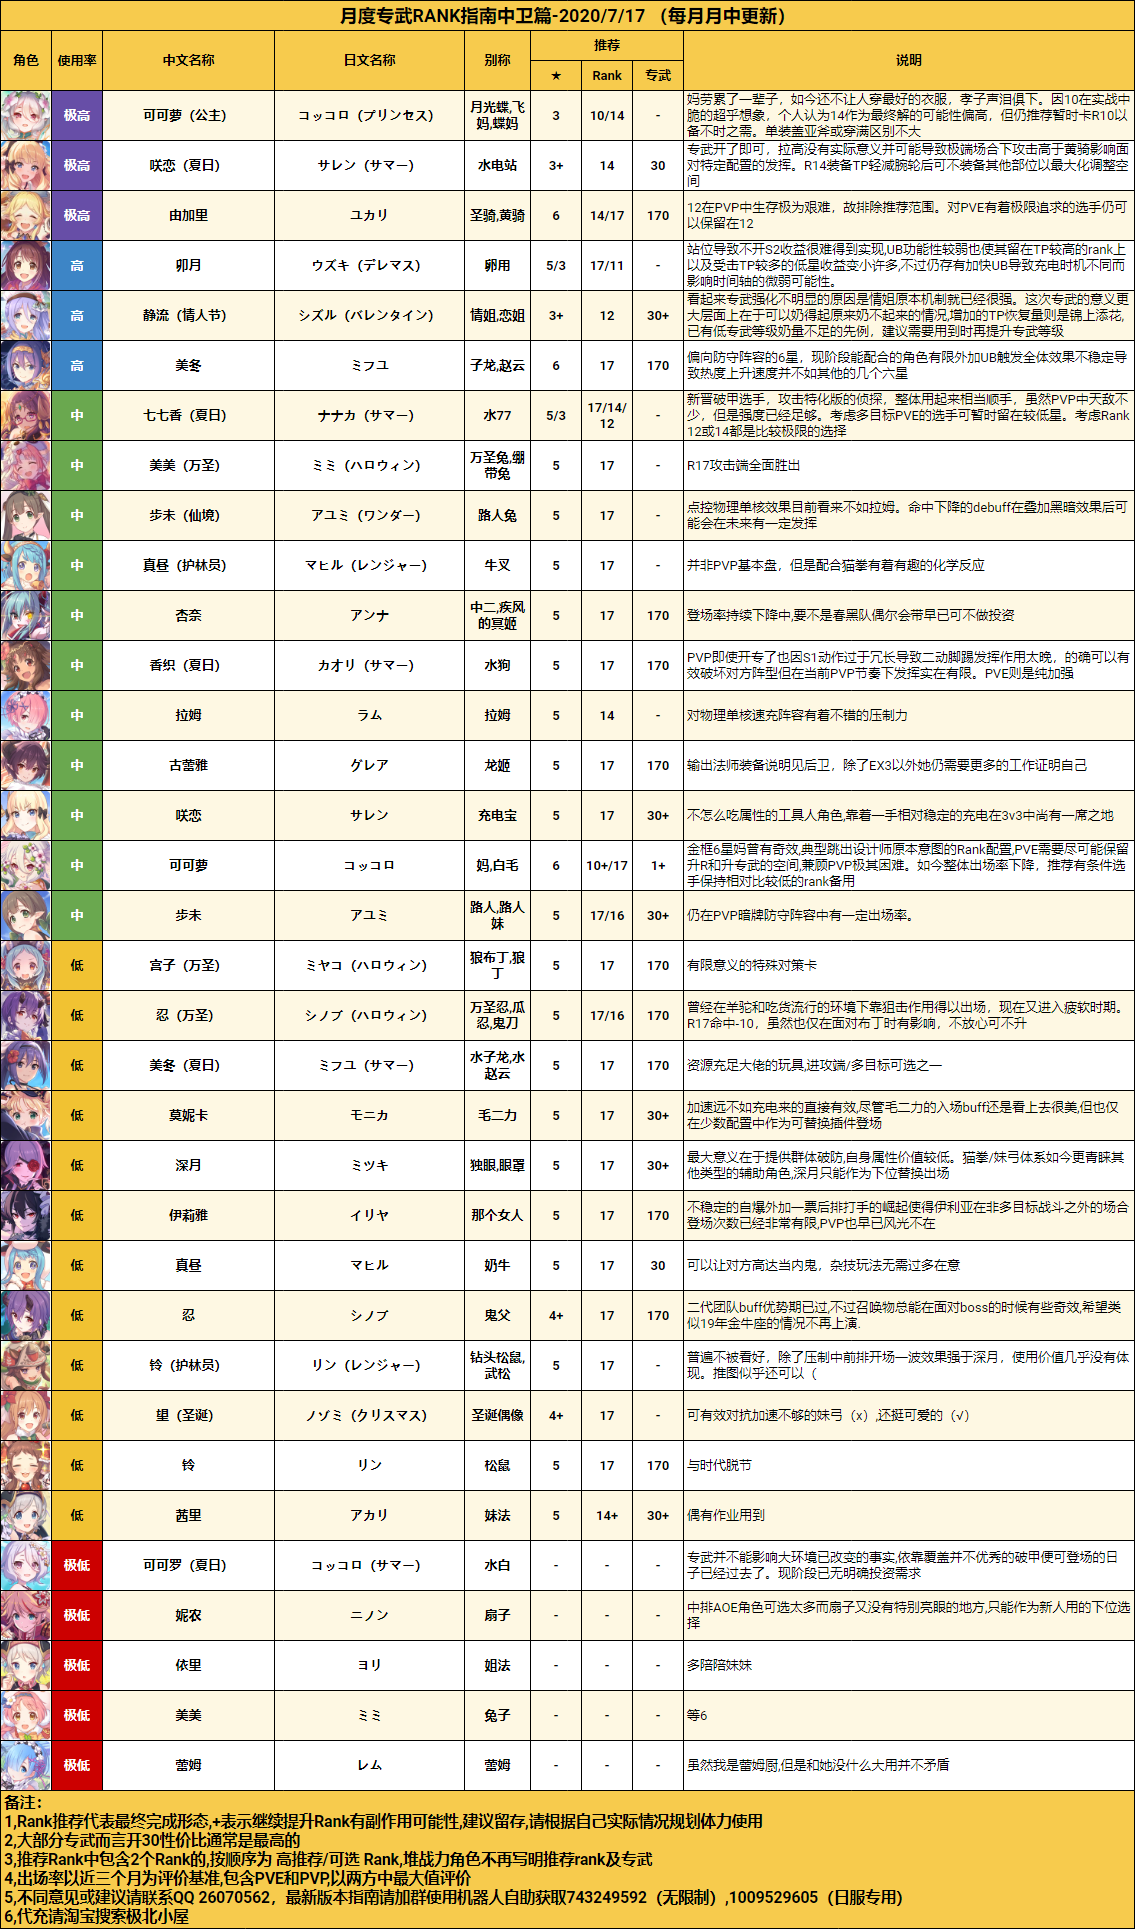 月度专武RANK指南中卫篇-2020/7/17 （每月月中更新）
角色 使用率 中文名称 日文名称 别称 推荐 说明
★ Rank 专武
极高 可可萝（公主） コッコロ（プリンセス） 月光蝶,飞妈,蝶妈 3 10/14 - 妈劳累了一辈子，如今还不让人穿最好的衣服，孝子声泪俱下。因10在实战中脆的超乎想象，个人认为14作为最终解的可能性偏高，但仍推荐暂时卡R10以备不时之需。单装盖亚斧或穿满区别不大
极高 咲恋（夏日） サレン（サマー） 水电站 3+ 14 30 专武开了即可，拉高没有实际意义并可能导致极端场合下攻击高于黄骑影响面对特定配置的发挥。R14装备TP轻减腕轮后可不装备其他部位以最大化调整空间
极高 由加里 ユカリ 圣骑,黄骑 6 14/17 170 12在PVP中生存极为艰难，故排除推荐范围。对PVE有着极限追求的选手仍可以保留在12
高 卯月 ウズキ（デレマス） 卵用 5/3 17/11 - 站位导致不开S2收益很难得到实现,UB功能性较弱也使其留在TP较高的rank上以及受击TP较多的低星收益变小许多,不过仍存有加快UB导致充电时机不同而影响时间轴的微弱可能性。
高 静流（情人节） シズル（バレンタイン） 情姐,恋姐 3+ 12 30+ 看起来专武强化不明显的原因是情姐原本机制就已经很强。这次专武的意义更大层面上在于可以奶得起原来奶不起来的情况,增加的TP恢复量则是锦上添花,已有低专武等级奶量不足的先例，建议需要用到时再提升专武等级
高 美冬 ミフユ 子龙,赵云 6 17 170 偏向防守阵容的6星，现阶段能配合的角色有限外加UB触发全体效果不稳定导致热度上升速度并不如其他的几个六星
中 七七香（夏日） ナナカ（サマー） 水77 5/3 17/14/12 - 新晋破甲选手，攻击特化版的侦探，整体用起来相当顺手，虽然PVP中天敌不少，但是强度已经足够。考虑多目标PVE的选手可暂时留在较低星。考虑Rank12或14都是比较极限的选择
中 美美（万圣） ミミ（ハロウィン） 万圣兔,绷带兔 5 17 - R17攻击端全面胜出
中 步未（仙境） アユミ（ワンダー） 路人兔 5 17 - 点控物理单核效果目前看来不如拉姆。命中下降的debuff在叠加黑暗效果后可能会在未来有一定发挥
中 真昼（护林员） マヒル（レンジャー） 牛叉 5 17 - 并非PVP基本盘，但是配合猫拳有着有趣的化学反应
中 杏奈 アンナ 中二,疾风的冥姬 5 17 170 登场率持续下降中,要不是春黑队偶尔会带早已可不做投资
中 香织（夏日） カオリ（サマー） 水狗 5 17 170 PVP即使开专了也因S1动作过于冗长导致二动脚踢发挥作用太晚，的确可以有效破坏对方阵型但在当前PVP节奏下发挥实在有限。PVE则是纯加强
中 拉姆 ラム 拉姆 5 14 - 对物理单核速充阵容有着不错的压制力
中 古蕾雅 グレア 龙姬 5 17 170 输出法师装备说明见后卫，除了EX3以外她仍需要更多的工作证明自己
中 咲恋 サレン 充电宝 5 17 30+ 不怎么吃属性的工具人角色,靠着一手相对稳定的充电在3v3中尚有一席之地
中 可可萝 コッコロ 妈,白毛 6 10+/17 1+ 金框6星妈曾有奇效,典型跳出设计师原本意图的Rank配置,PVE需要尽可能保留升R和升专武的空间,兼顾PVP极其困难。如今整体出场率下降，推荐有条件选手保持相对比较低的rank备用
中 步未 アユミ 路人,路人妹 5 17/16 30+ 仍在PVP暗牌防守阵容中有一定出场率。
低 宫子（万圣） ミヤコ（ハロウィン） 狼布丁,狼丁 5 17 170 有限意义的特殊对策卡
低 忍（万圣） シノブ（ハロウィン） 万圣忍,瓜忍,鬼刀 5 17/16 170 曾经在羊驼和吃货流行的环境下靠狙击作用得以出场，现在又进入疲软时期。R17命中-10，虽然也仅在面对布丁时有影响，不放心可不升
低 美冬（夏日） ミフユ（サマー） 水子龙,水赵云 5 17 170 资源充足大佬的玩具,进攻端/多目标可选之一
低 莫妮卡 モニカ 毛二力 5 17 30+ 加速远不如充电来的直接有效,尽管毛二力的入场buff还是看上去很美,但也仅在少数配置中作为可替换插件登场
低 深月 ミツキ 独眼,眼罩 5 17 30+ 最大意义在于提供群体破防,自身属性价值较低。猫拳/妹弓体系如今更青睐其他类型的辅助角色,深月只能作为下位替换出场
低 伊莉雅 イリヤ 那个女人 5 17 170 不稳定的自爆外加一票后排打手的崛起使得伊利亚在非多目标战斗之外的场合登场次数已经非常有限,PVP也早已风光不在
低 真昼 マヒル 奶牛 5 17 30 可以让对方高达当内鬼，杂技玩法无需过多在意
低 忍 シノブ 鬼父 4+ 17 170 二代团队buff优势期已过,不过召唤物总能在面对boss的时候有些奇效,希望类似19年金牛座的情况不再上演.
低 铃（护林员） リン（レンジャー） 钻头松鼠,武松 5 17 - 普遍不被看好，除了压制中前排开场一波效果强于深月，使用价值几乎没有体现。推图似乎还可以（
低 望（圣诞） ノゾミ（クリスマス） 圣诞偶像 4+ 17 - 可有效对抗加速不够的妹弓（x）,还挺可爱的（√）
低 铃 リン 松鼠 5 17 170 与时代脱节
低 茜里 アカリ 妹法 5 14+ 30+ 偶有作业用到
极低 可可罗（夏日） コッコロ（サマー） 水白 - - - 专武并不能影响大环境已改变的事实,依靠覆盖并不优秀的破甲便可登场的日子已经过去了。现阶段已无明确投资需求
极低 妮农 ニノン 扇子 - - - 中排AOE角色可选太多而扇子又没有特别亮眼的地方,只能作为新人用的下位选择
极低 依里 ヨリ 姐法 - - - 多陪陪妹妹
极低 美美 ミミ 兔子 - - - 等6
极低 蕾姆 レム 蕾姆 - - - 虽然我是蕾姆厨,但是和她没什么大用并不矛盾
备注：
1,Rank推荐代表最终完成形态,+表示继续提升Rank有副作用可能性,建议留存,请根据自己实际情况规划体力使用
2,大部分专武而言开30性价比通常是最高的
3,推荐Rank中包含2个Rank的,按顺序为 高推荐/可选 Rank,堆战力角色不再写明推荐rank及专武
4,出场率以近三个月为评价基准,包含PVE和PVP,以两方中最大值评价
5,不同意见或建议请联系QQ 26070562，最新版本指南请加群使用机器人自助获取743249592（无限制）,1009529605（日服专用）
6,代充请淘宝搜索极北小屋